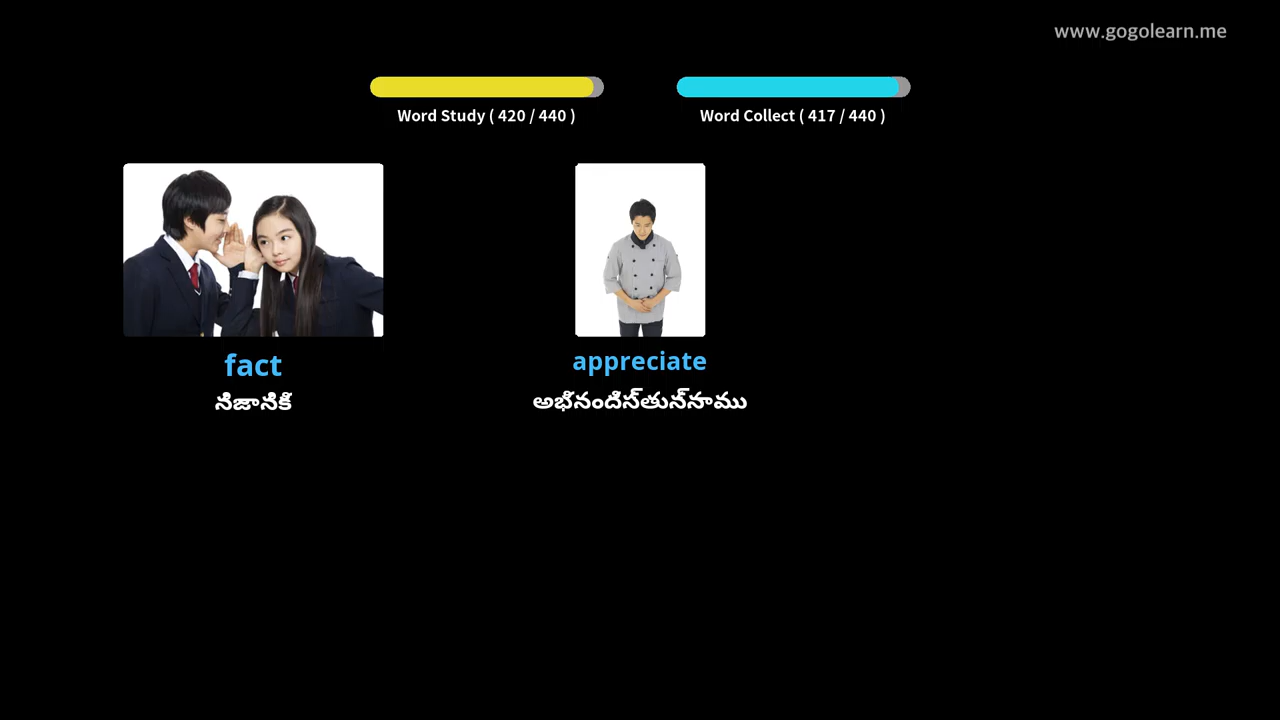 www.gogolearn.me
Word Study ( 420 / 440 )
Word Collect ( 417 / 440 )
fact
నిజానికి
appreciate
అభినందిస్‌తున్‌నాము